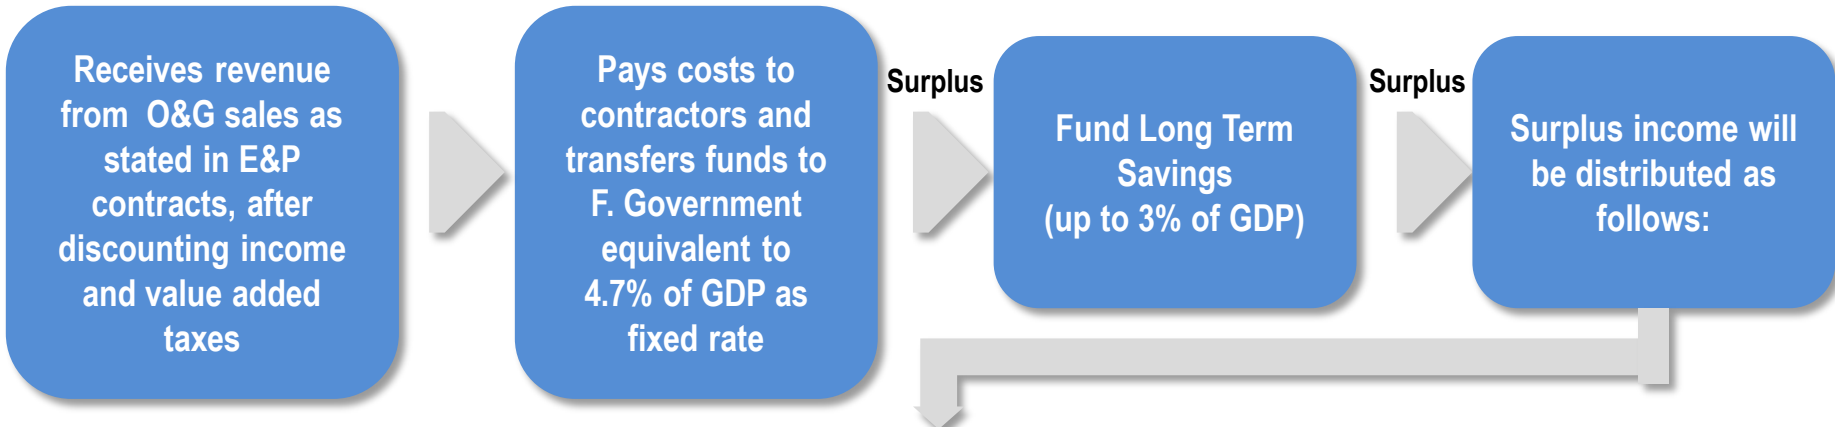 Receives revenue
from O&G sales as
stated in E&P
contracts, after
discounting income
and value added
taxes
Pays costs to
contractors and
transfers funds to
F. Government
equivalent to
4.7% of GDP as
fixed rate
Surplus
Fund Long Term
Savings
(up to 3% of GDP)
Surplus
Surplus income will
be distributed as
follows: